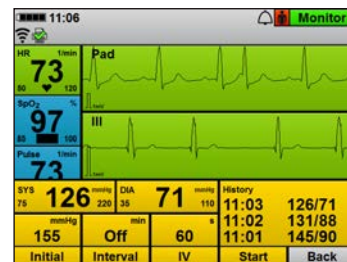 11:06
Monitor
HR 1/min
73
50 120
Pad
1mV
SpO₂ %
97
85 100
III
1mV
Pulse 1/min
73
SYS 126 mmHg
75 220
DIA 71 mmHg
35 110
History
11:03 126/71
11:02 131/88
11:01 145/90
mmHg
155
min
Off
s
60
Initial Interval IV Start Back